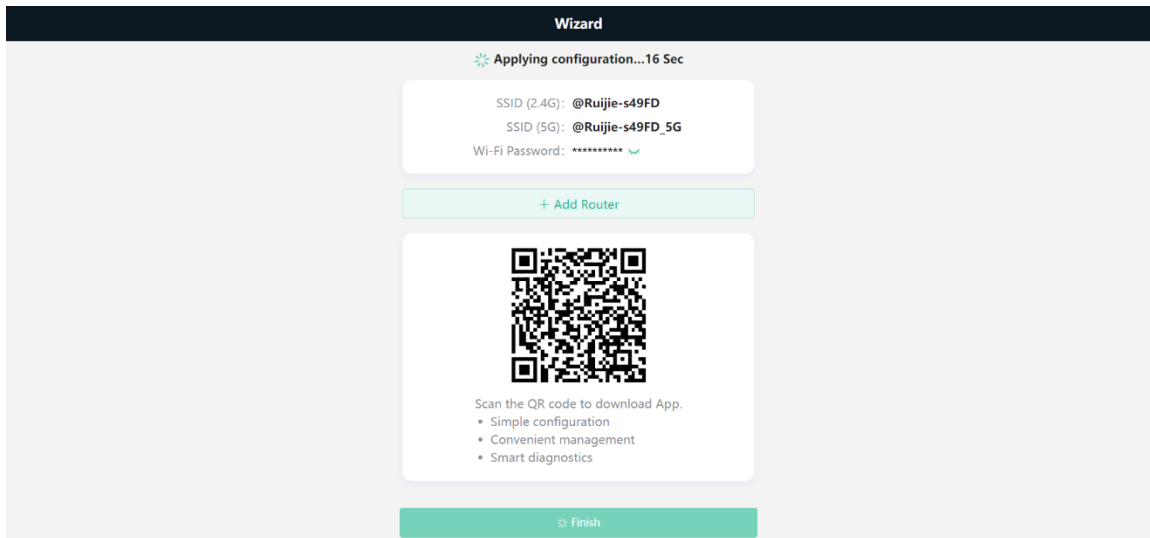 Wizard
Applying configuration...16 Sec
SSID (2.4G): @Ruijie-s49FD
SSID (5G): @Ruijie-s49FD_5G
Wi-Fi Password: **********
+ Add Router
Scan the QR code to download App.
• Simple configuration
• Convenient management
• Smart diagnostics
Finish